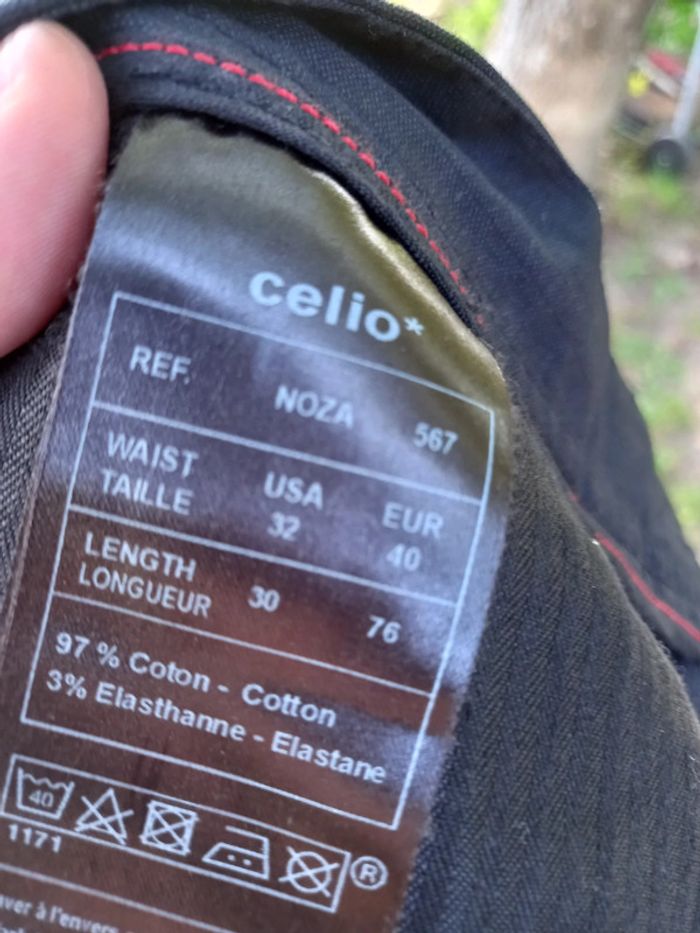 celio*
REF. NOZA 567
WAIST USA EUR
TAILLE 32 40
LENGTH 30 76
LONGUEUR
97 % Coton - Cotton
3% Elasthanne - Elastane
40
®
1171
à l'envers